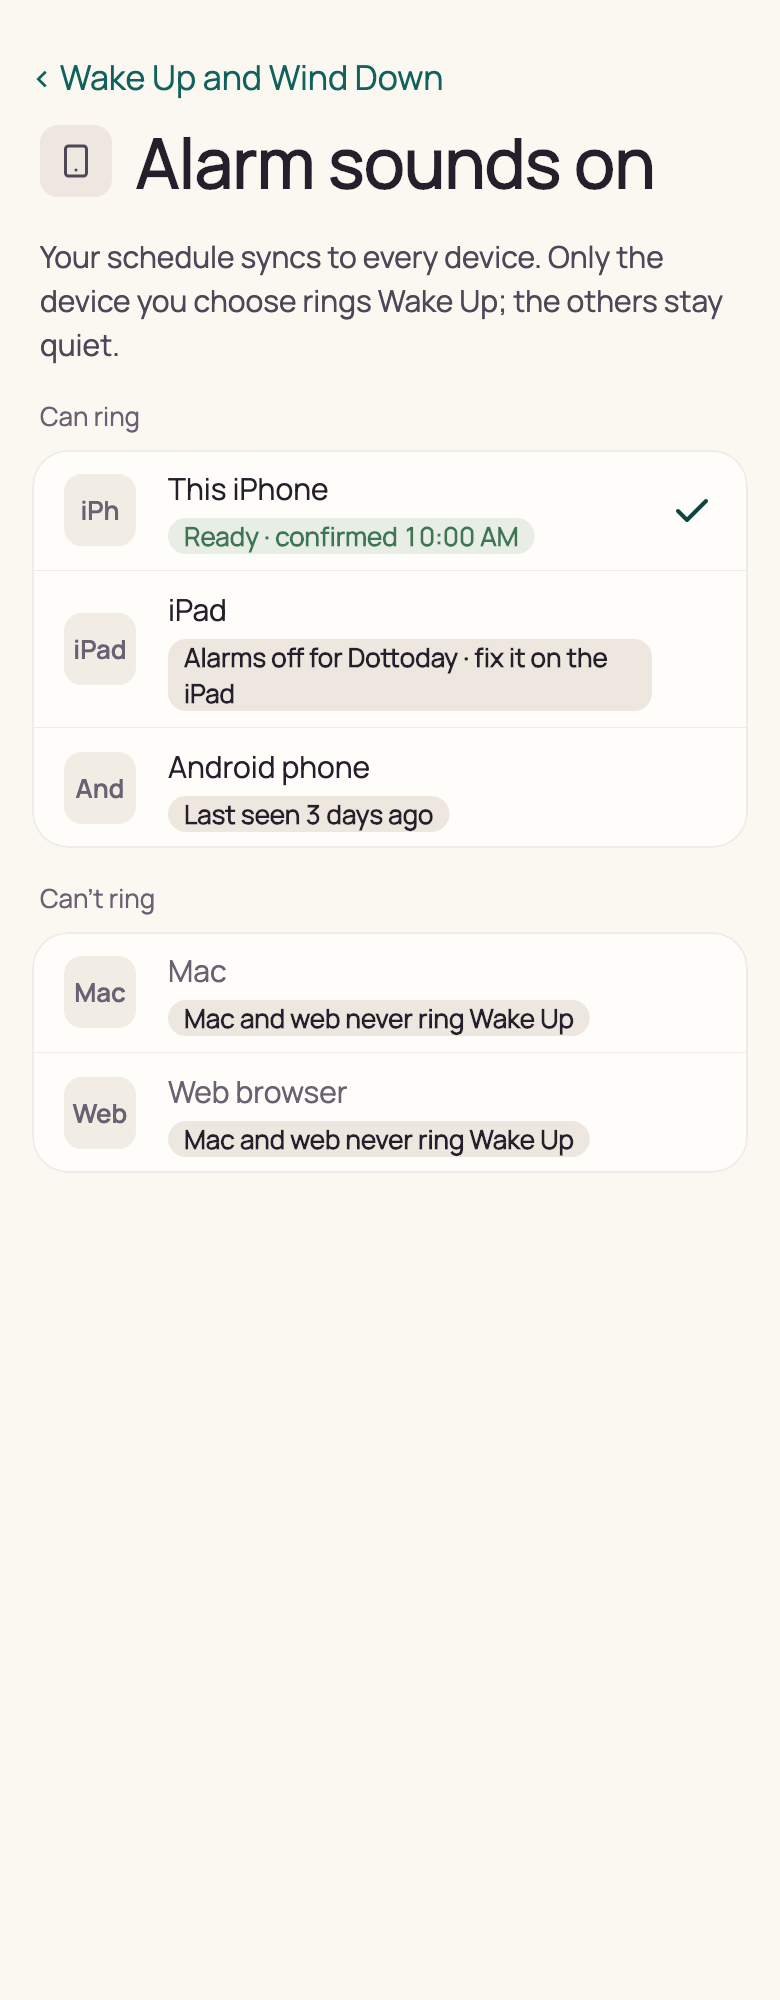 ‹ Wake Up and Wind Down
Alarm sounds on
Your schedule syncs to every device. Only the
device you choose rings Wake Up; the others stay
quiet.
Can ring
iPh
This iPhone
Ready · confirmed 10:00 AM
iPad
iPad
Alarms off for Dottoday · fix it on the
iPad
And
Android phone
Last seen 3 days ago
Can’t ring
Mac
Mac
Mac and web never ring Wake Up
Web
Web browser
Mac and web never ring Wake Up